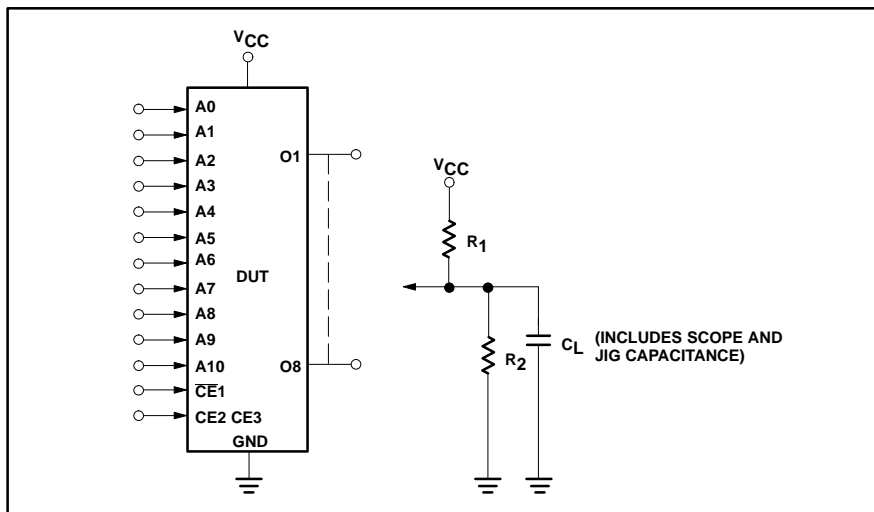 VCC
A0
A1
A2
A3
A4
A5
A6
A7
A8
A9
A10
CE1
CE2 CE3
DUT
O1
O8
GND
VCC
R1
R2
CL
(INCLUDES SCOPE AND
JIG CAPACITANCE)